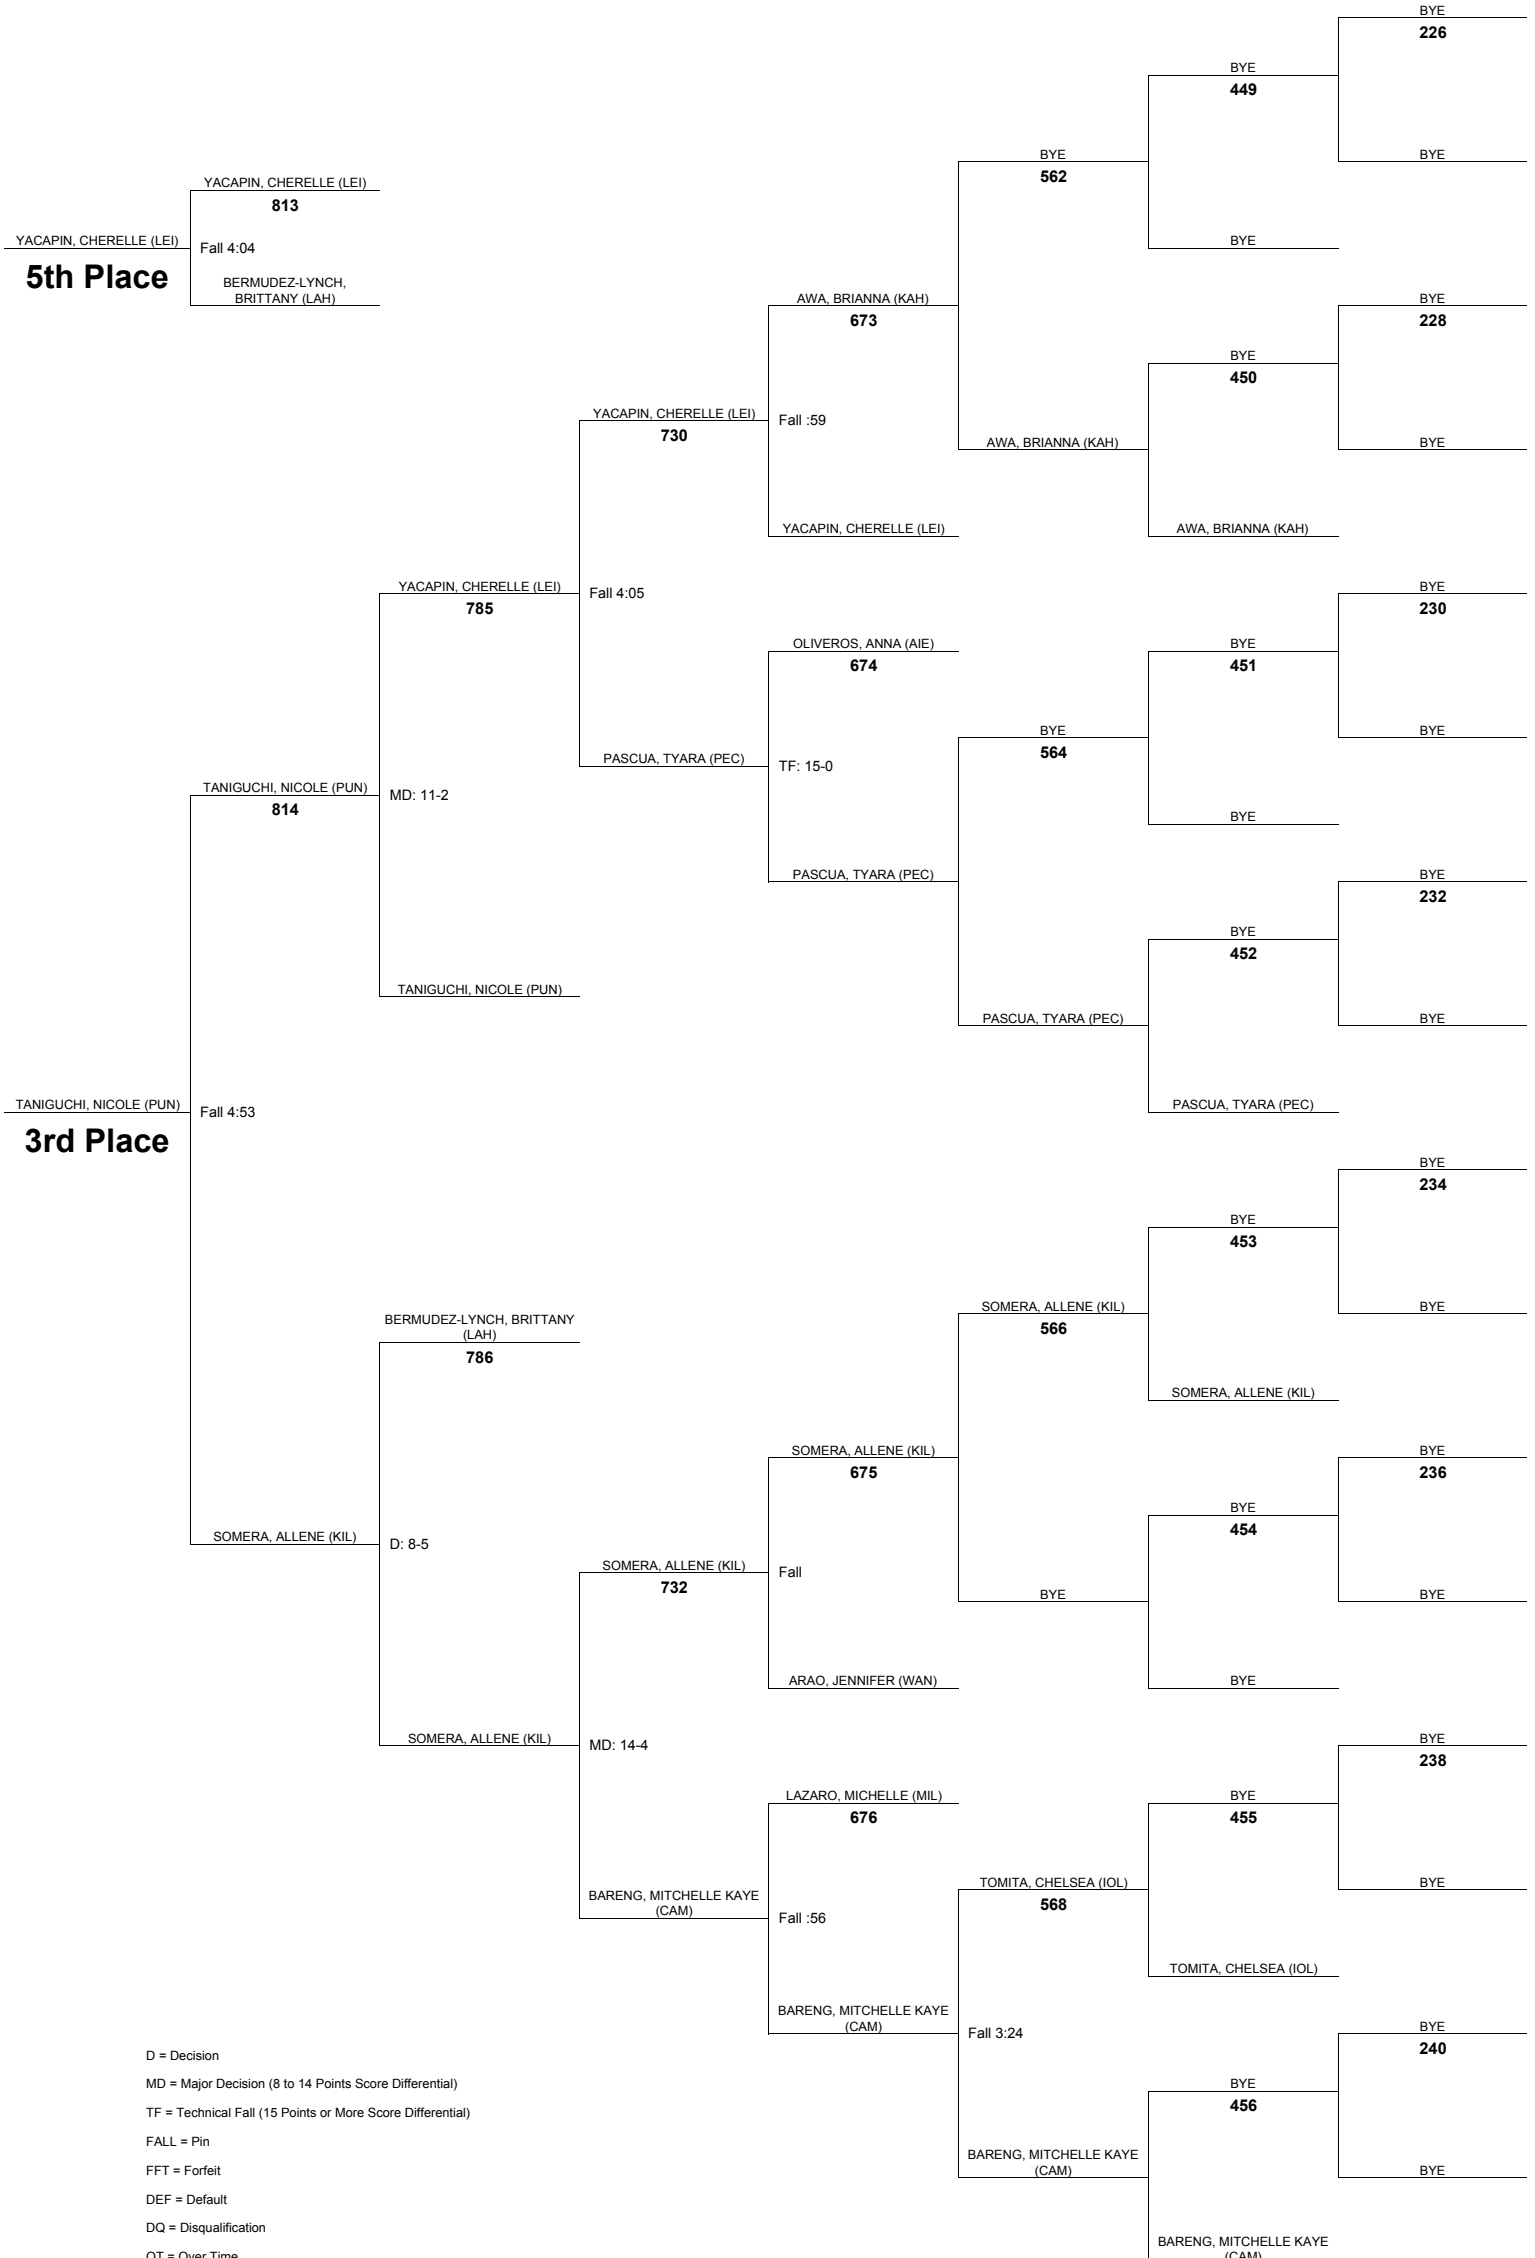 BYE
226
BYE
449
BYE
BYE
562
YACAPIN, CHERELLE (LEI)
813
YACAPIN, CHERELLE (LEI)
Fall 4:04
BYE
5th Place
BERMUDEZ-LYNCH,
BRITTANY (LAH)
AWA, BRIANNA (KAH)
673
BYE
228
BYE
450
YACAPIN, CHERELLE (LEI)
730
Fall :59
AWA, BRIANNA (KAH)
BYE
YACAPIN, CHERELLE (LEI)
AWA, BRIANNA (KAH)
YACAPIN, CHERELLE (LEI)
785
Fall 4:05
BYE
230
OLIVEROS, ANNA (AIE)
674
BYE
451
BYE
564
BYE
PASCUA, TYARA (PEC)
TF: 15-0
TANIGUCHI, NICOLE (PUN)
814
MD: 11-2
BYE
PASCUA, TYARA (PEC)
BYE
232
BYE
452
TANIGUCHI, NICOLE (PUN)
PASCUA, TYARA (PEC)
BYE
TANIGUCHI, NICOLE (PUN)
Fall 4:53
PASCUA, TYARA (PEC)
3rd Place
BYE
234
BYE
453
SOMERA, ALLENE (KIL)
566
BYE
BERMUDEZ-LYNCH, BRITTANY
(LAH)
786
SOMERA, ALLENE (KIL)
SOMERA, ALLENE (KIL)
675
BYE
236
BYE
454
SOMERA, ALLENE (KIL)
D: 8-5
SOMERA, ALLENE (KIL)
732
Fall
BYE
BYE
ARAO, JENNIFER (WAN)
BYE
SOMERA, ALLENE (KIL)
MD: 14-4
BYE
238
LAZARO, MICHELLE (MIL)
676
BYE
455
TOMITA, CHELSEA (IOL)
568
BYE
BARENG, MITCHELLE KAYE
(CAM)
Fall :56
TOMITA, CHELSEA (IOL)
BARENG, MITCHELLE KAYE
(CAM)
Fall 3:24
BYE
240
D = Decision
MD = Major Decision (8 to 14 Points Score Differential)
BYE
456
TF = Technical Fall (15 Points or More Score Differential)
FALL = Pin
BARENG, MITCHELLE KAYE
(CAM)
BYE
FFT = Forfeit
DEF = Default
DQ = Disqualification
BARENG, MITCHELLE KAYE
(CAM)
OT = Over Time